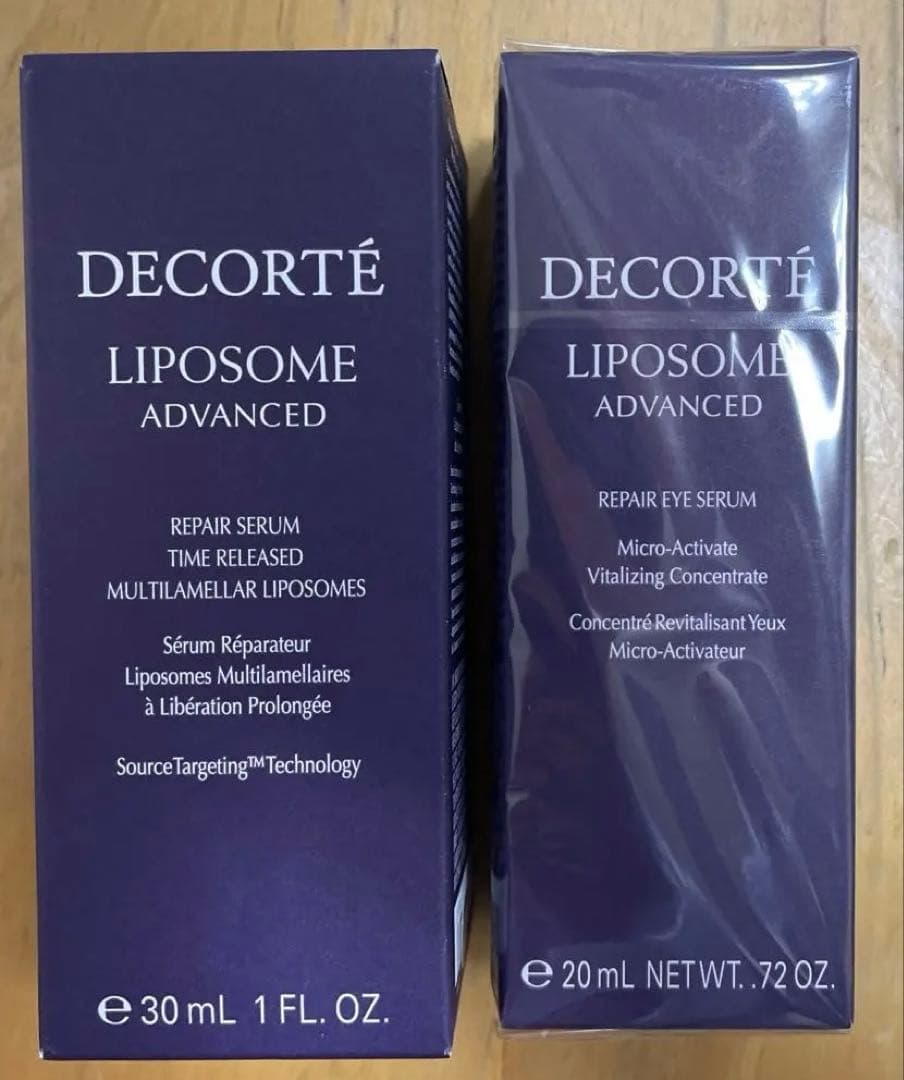 DECORTÉ
LIPOSOME
ADVANCED
REPAIR SERUM
TIME RELEASED
MULTILAMELLAR LIPOSOMES
Sérum Réparateur
Liposomes Multilamellaires
à Libération Prolongée
SourceTargeting™ Technology
℮ 30 mL 1 FL. OZ.
DECORTÉ
LIPOSOME
ADVANCED
REPAIR EYE SERUM
Micro-Activate
Vitalizing Concentrate
Concentré Revitalisant Yeux
Micro-Activateur
℮ 20 mL NET WT. .72 OZ.